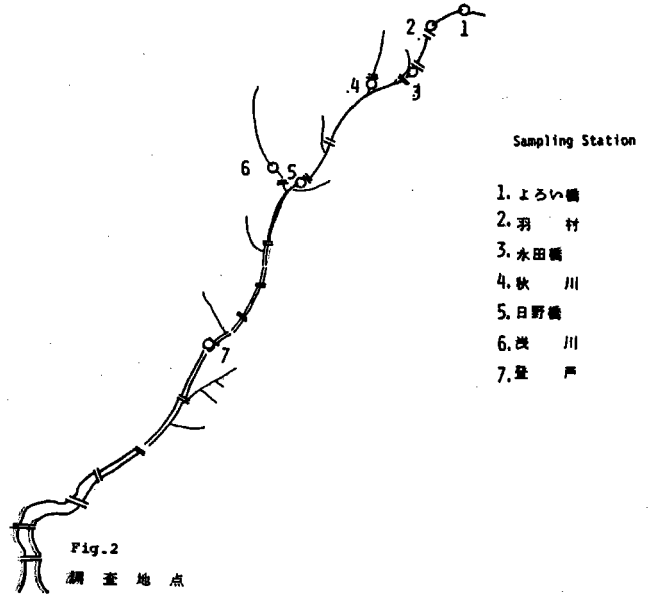 1
2
3
4
5
6
7
Sampling Station
1. よろい橋
2. 羽 村
3. 永田橋
4. 秋 川
5. 日野橋
6. 浅 川
7. 登 戸
Fig.2
調査地点